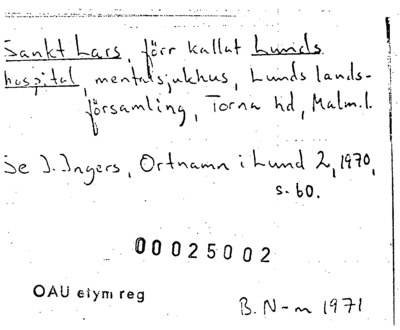 Sankt Lars, förr kallat Lunds
hospital, mentalsjukhus, Lunds lands-
församling, Torna hd, Malm.l.
Se J. Ingers, Ortnamn i Lund 2, 1970,
s. 60.
00025002
OAU etym reg
B. N-m 1971